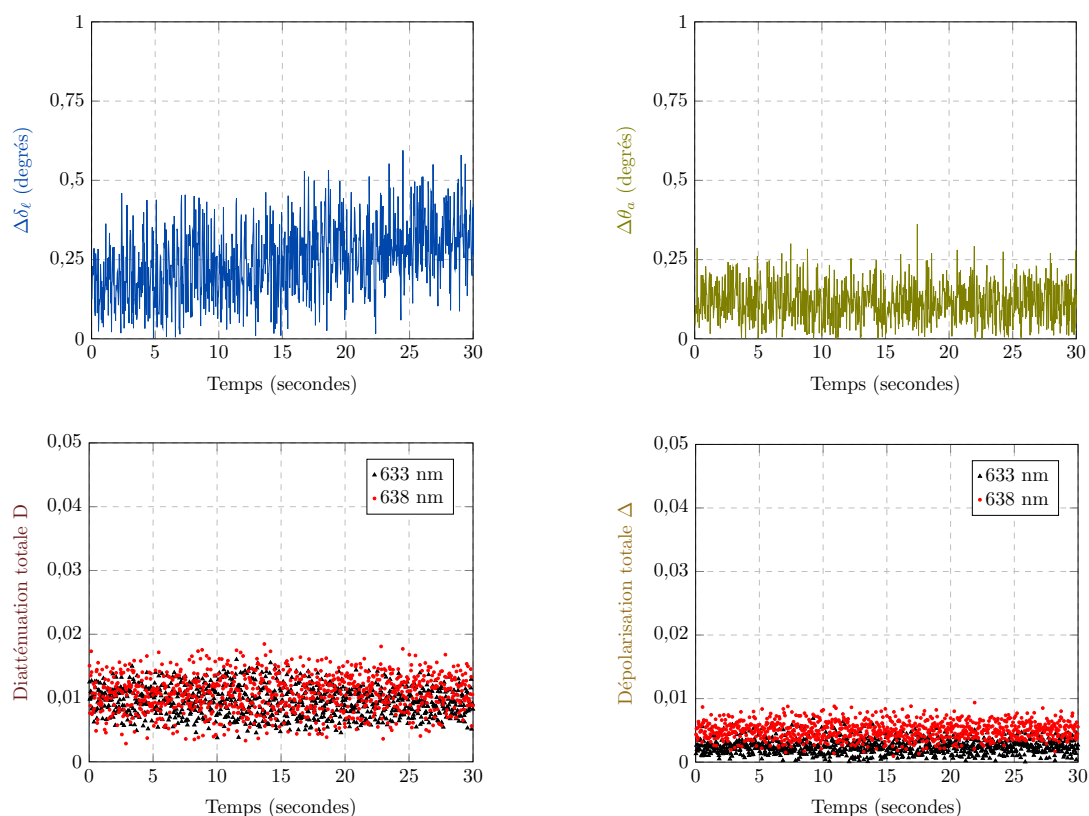 Δδℓ (degrés)
1
0,75
0,5
0,25
0
0 5 10 15 20 25 30
Temps (secondes)
Δθa (degrés)
1
0,75
0,5
0,25
0
0 5 10 15 20 25 30
Temps (secondes)
Diatténuation totale D
0,05
0,04
0,03
0,02
0,01
0
633 nm
638 nm
0 5 10 15 20 25 30
Temps (secondes)
Dépolarisation totale Δ
0,05
0,04
0,03
0,02
0,01
0
633 nm
638 nm
0 5 10 15 20 25 30
Temps (secondes)